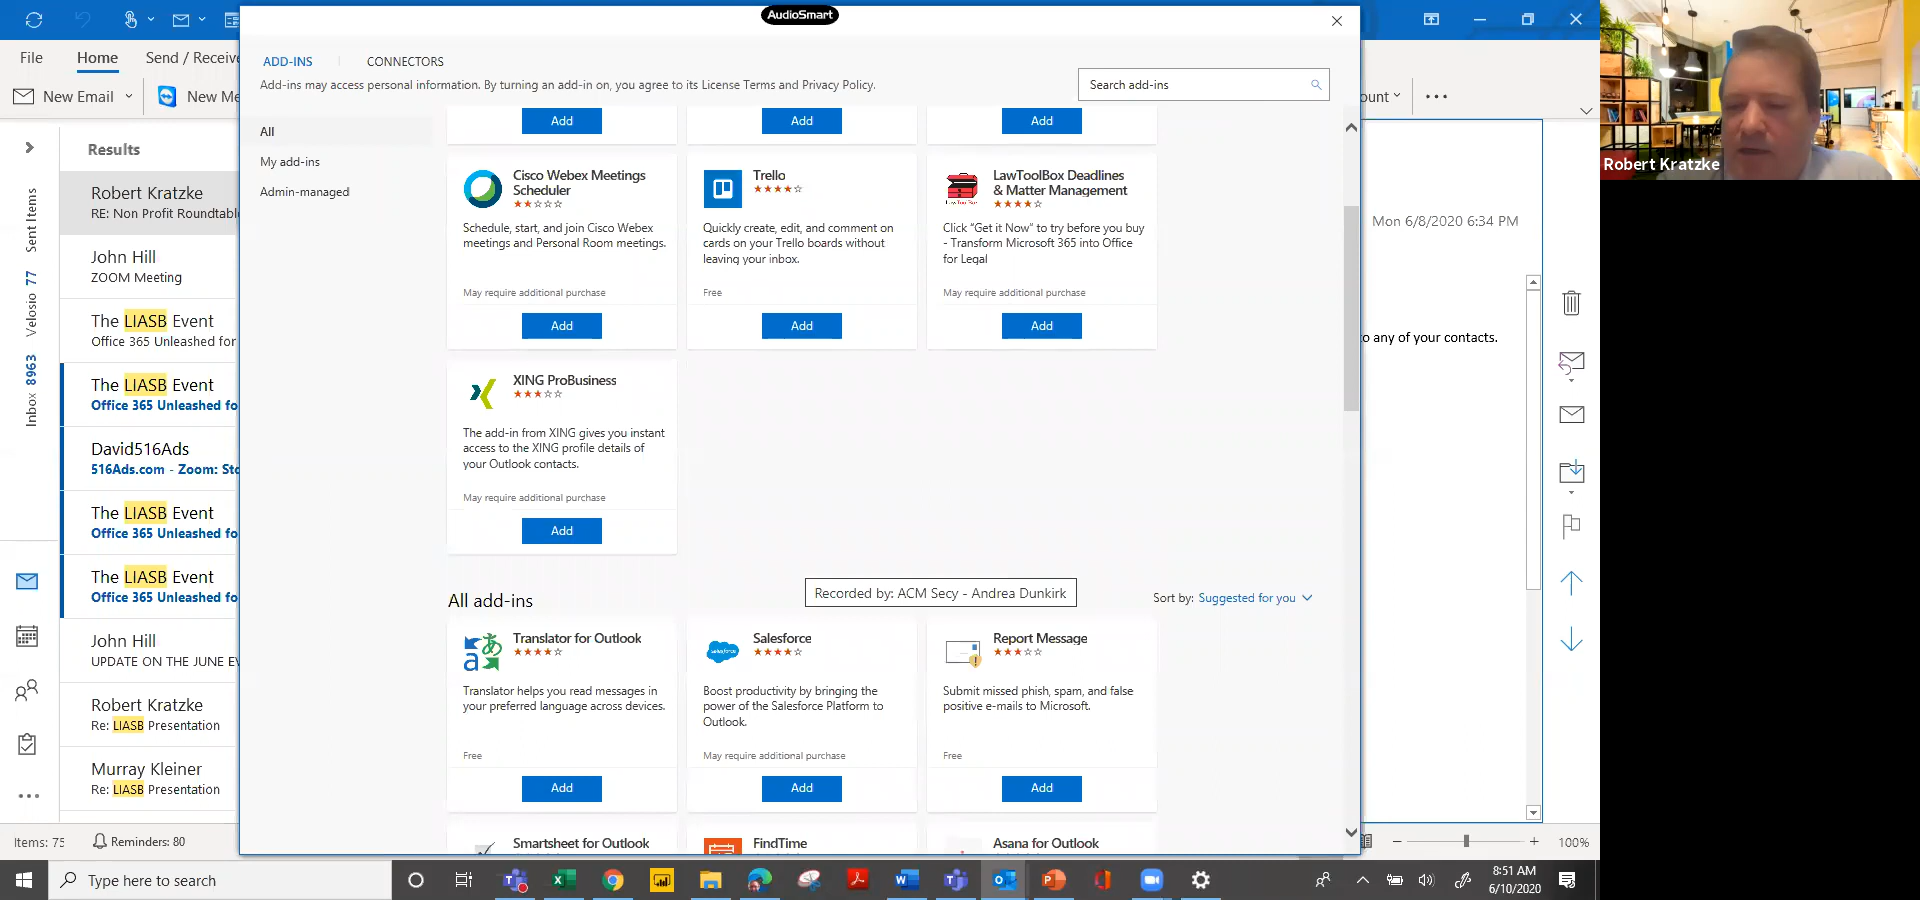 AudioSmart
File
Home
Send / Receive
New Email
New Me
ount
ADD-INS
CONNECTORS
Add-ins may access personal information. By turning an add-in on, you agree to its License Terms and Privacy Policy.
Search add-ins
All
My add-ins
Admin-managed
Add
Add
Add
Cisco Webex Meetings
Scheduler
Schedule, start, and join Cisco Webex
meetings and Personal Room meetings.
May require additional purchase
Add
Trello
Quickly create, edit, and comment on
cards on your Trello boards without
leaving your inbox.
Free
Add
LawToolBox Deadlines
& Matter Management
Click "Get it Now" to try before you buy
- Transform Microsoft 365 into Office
for Legal
May require additional purchase
Add
XING ProBusiness
The add-in from XING gives you instant
access to the XING profile details of
your Outlook contacts.
May require additional purchase
Add
Recorded by: ACM Secy - Andrea Dunkirk
All add-ins
Sort by: Suggested for you
Translator for Outlook
Translator helps you read messages in
your preferred language across devices.
Free
Add
Salesforce
Boost productivity by bringing the
power of the Salesforce Platform to
Outlook.
May require additional purchase
Add
Report Message
Submit missed phish, spam, and false
positive e-mails to Microsoft.
Free
Add
Smartsheet for Outlook
FindTime
Asana for Outlook
Sent Items
Velosio 77
Inbox 8963
Results
Robert Kratzke
RE: Non Profit Roundtabl
John Hill
ZOOM Meeting
The LIASB Event
Office 365 Unleashed for
The LIASB Event
Office 365 Unleashed fo
David516Ads
516Ads.com - Zoom: Sto
The LIASB Event
Office 365 Unleashed fo
The LIASB Event
Office 365 Unleashed fo
John Hill
UPDATE ON THE JUNE EV
Robert Kratzke
Re: LIASB Presentation
Murray Kleiner
Re: LIASB Presentation
Mon 6/8/2020 6:34 PM
o any of your contacts.
Items: 75
Reminders: 80
100%
Type here to search
8:51 AM
6/10/2020
Robert Kratzke